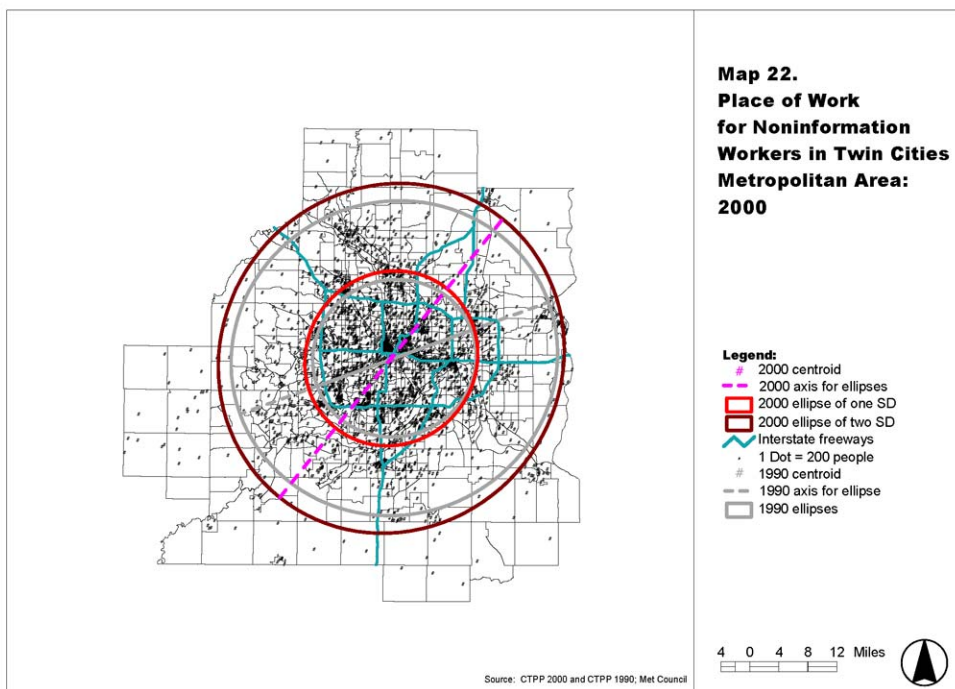 Map 22.
Place of Work
for Noninformation
Workers in Twin Cities
Metropolitan Area:
2000
Legend:
# 2000 centroid
2000 axis for ellipses
2000 ellipse of one SD
2000 ellipse of two SD
Interstate freeways
1 Dot = 200 people
# 1990 centroid
1990 axis for ellipse
1990 ellipses
4 0 4 8 12 Miles
Source: CTPP 2000 and CTPP 1990; Met Council